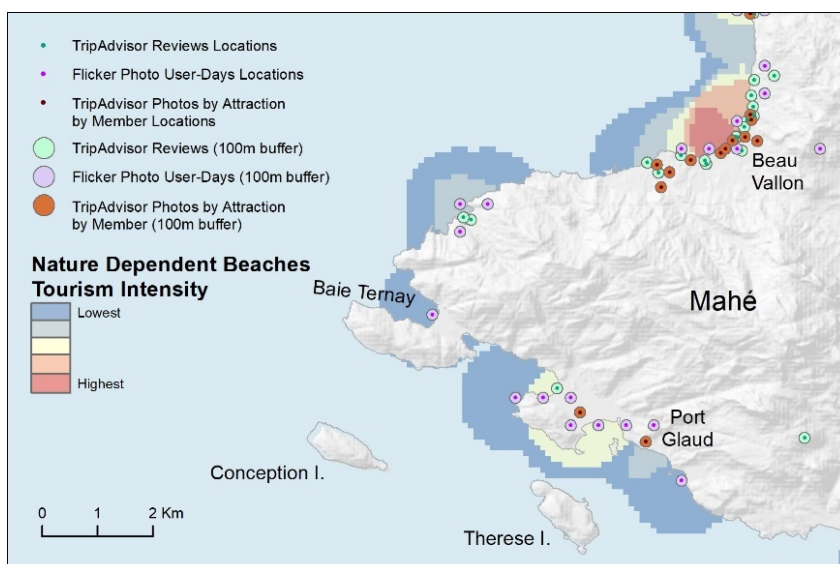 TripAdvisor Reviews Locations
Flicker Photo User-Days Locations
TripAdvisor Photos by Attraction
by Member Locations
TripAdvisor Reviews (100m buffer)
Flicker Photo User-Days (100m buffer)
TripAdvisor Photos by Attraction
by Member (100m buffer)
Nature Dependent Beaches
Tourism Intensity
Lowest
Highest
Beau
Vallon
Baie Ternay
Mahé
Port
Glaud
Conception I.
Therese I.
0 1 2 Km